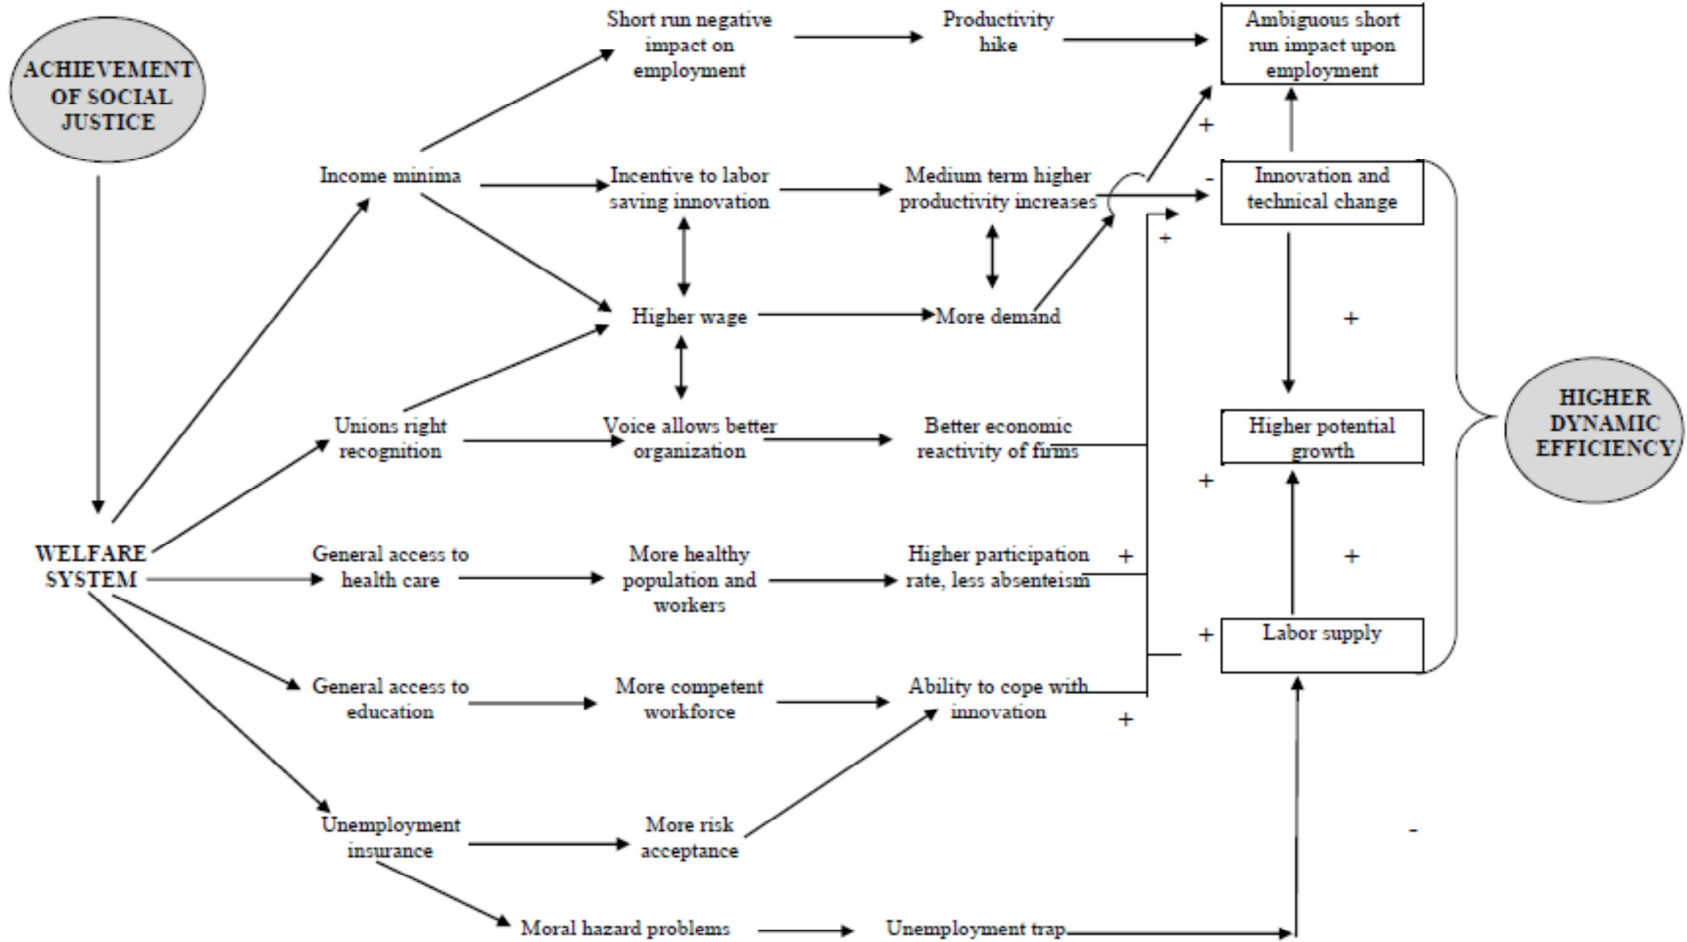 ACHIEVEMENT
OF SOCIAL
JUSTICE
Short run negative
impact on
employment
Productivity
hike
Ambiguous short
run impact upon
employment
+
Income minima
Incentive to labor
saving innovation
Medium term higher
productivity increases
-
Innovation and
technical change
+
Higher wage
More demand
+
Unions right
recognition
Voice allows better
organization
Better economic
reactivity of firms
Higher potential
growth
+
HIGHER
DYNAMIC
EFFICIENCY
WELFARE
SYSTEM
General access to
health care
More healthy
population and
workers
Higher participation
rate, less absenteism
+
+
+
Labor supply
General access to
education
More competent
workforce
Ability to cope with
innovation
+
Unemployment
insurance
More risk
acceptance
-
Moral hazard problems
Unemployment trap